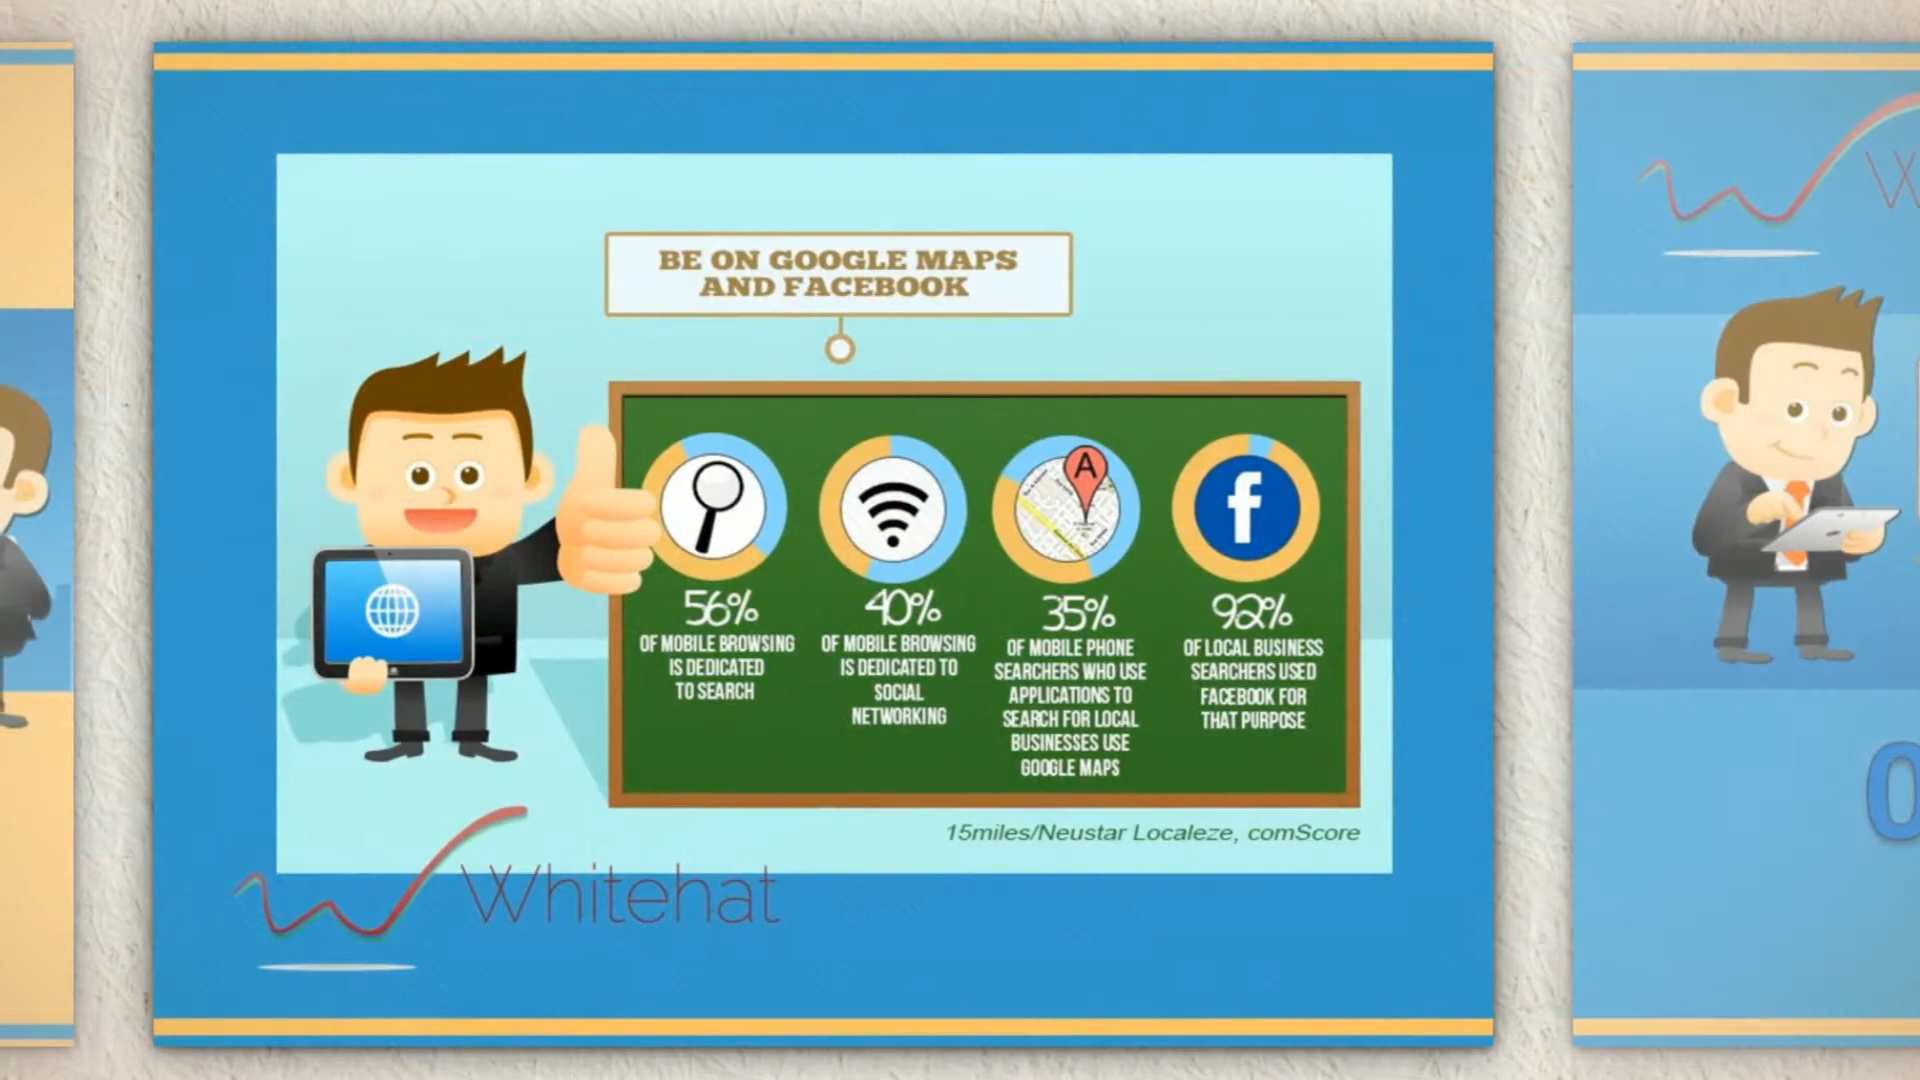 BE ON GOOGLE MAPS
AND FACEBOOK
A
f
56%
OF MOBILE BROWSING
IS DEDICATED
TO SEARCH
40%
OF MOBILE BROWSING
IS DEDICATED TO
SOCIAL
NETWORKING
35%
OF MOBILE PHONE
SEARCHERS WHO USE
APPLICATIONS TO
SEARCH FOR LOCAL
BUSINESSES USE
GOOGLE MAPS
92%
OF LOCAL BUSINESS
SEARCHERS USED
FACEBOOK FOR
THAT PURPOSE
15miles/Neustar Localeze, comScore
Whitehat
W
0